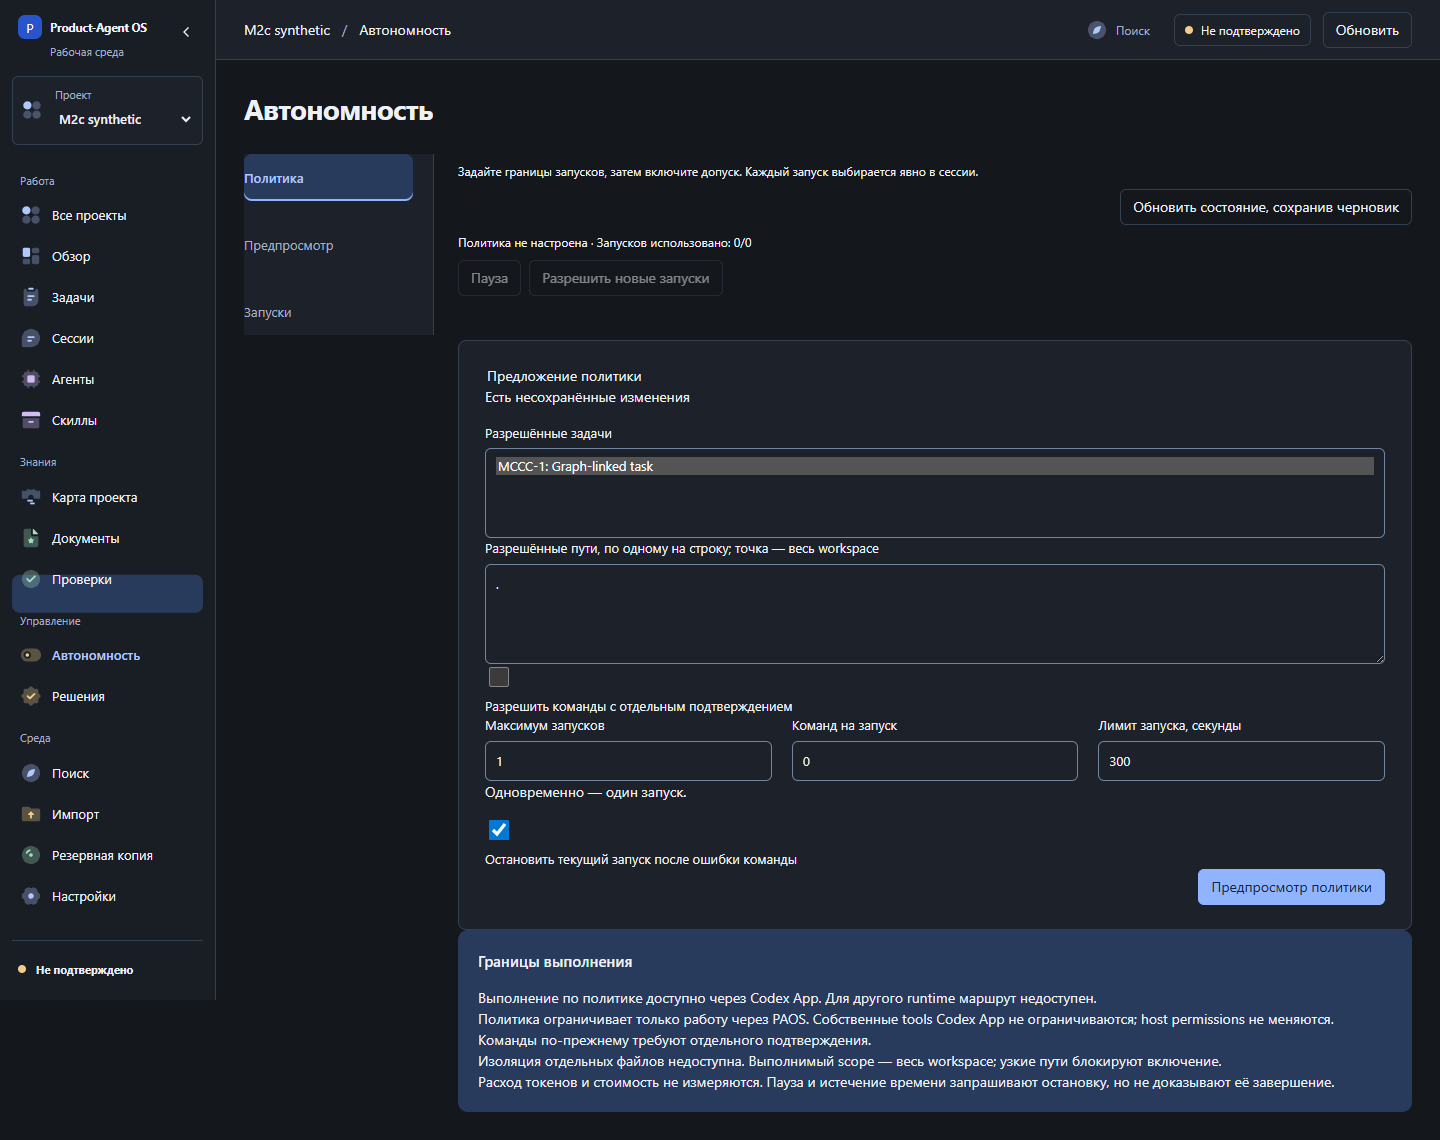 P
Product-Agent OS
Рабочая среда
Проект
M2c synthetic
Работа
Все проекты
Обзор
Задачи
Сессии
Агенты
Скиллы
Знания
Карта проекта
Документы
Проверки
Управление
Автономность
Решения
Среда
Поиск
Импорт
Резервная копия
Настройки
Не подтверждено
M2c synthetic / Автономность
Поиск
Не подтверждено
Обновить
Автономность
Политика
Предпросмотр
Запуски
Задайте границы запусков, затем включите допуск. Каждый запуск выбирается явно в сессии.
Обновить состояние, сохранив черновик
Политика не настроена · Запусков использовано: 0/0
Пауза
Разрешить новые запуски
Предложение политики
Есть несохранённые изменения
Разрешённые задачи
MCCC-1: Graph-linked task
Разрешённые пути, по одному на строку; точка — весь workspace
.
Разрешить команды с отдельным подтверждением
Максимум запусков
1
Команд на запуск
0
Лимит запуска, секунды
300
Одновременно — один запуск.
Остановить текущий запуск после ошибки команды
Предпросмотр политики
Границы выполнения
Выполнение по политике доступно через Codex App. Для другого runtime маршрут недоступен.
Политика ограничивает только работу через PAOS. Собственные tools Codex App не ограничиваются; host permissions не меняются.
Команды по-прежнему требуют отдельного подтверждения.
Изоляция отдельных файлов недоступна. Выполнимый scope — весь workspace; узкие пути блокируют включение.
Расход токенов и стоимость не измеряются. Пауза и истечение времени запрашивают остановку, но не доказывают её завершение.